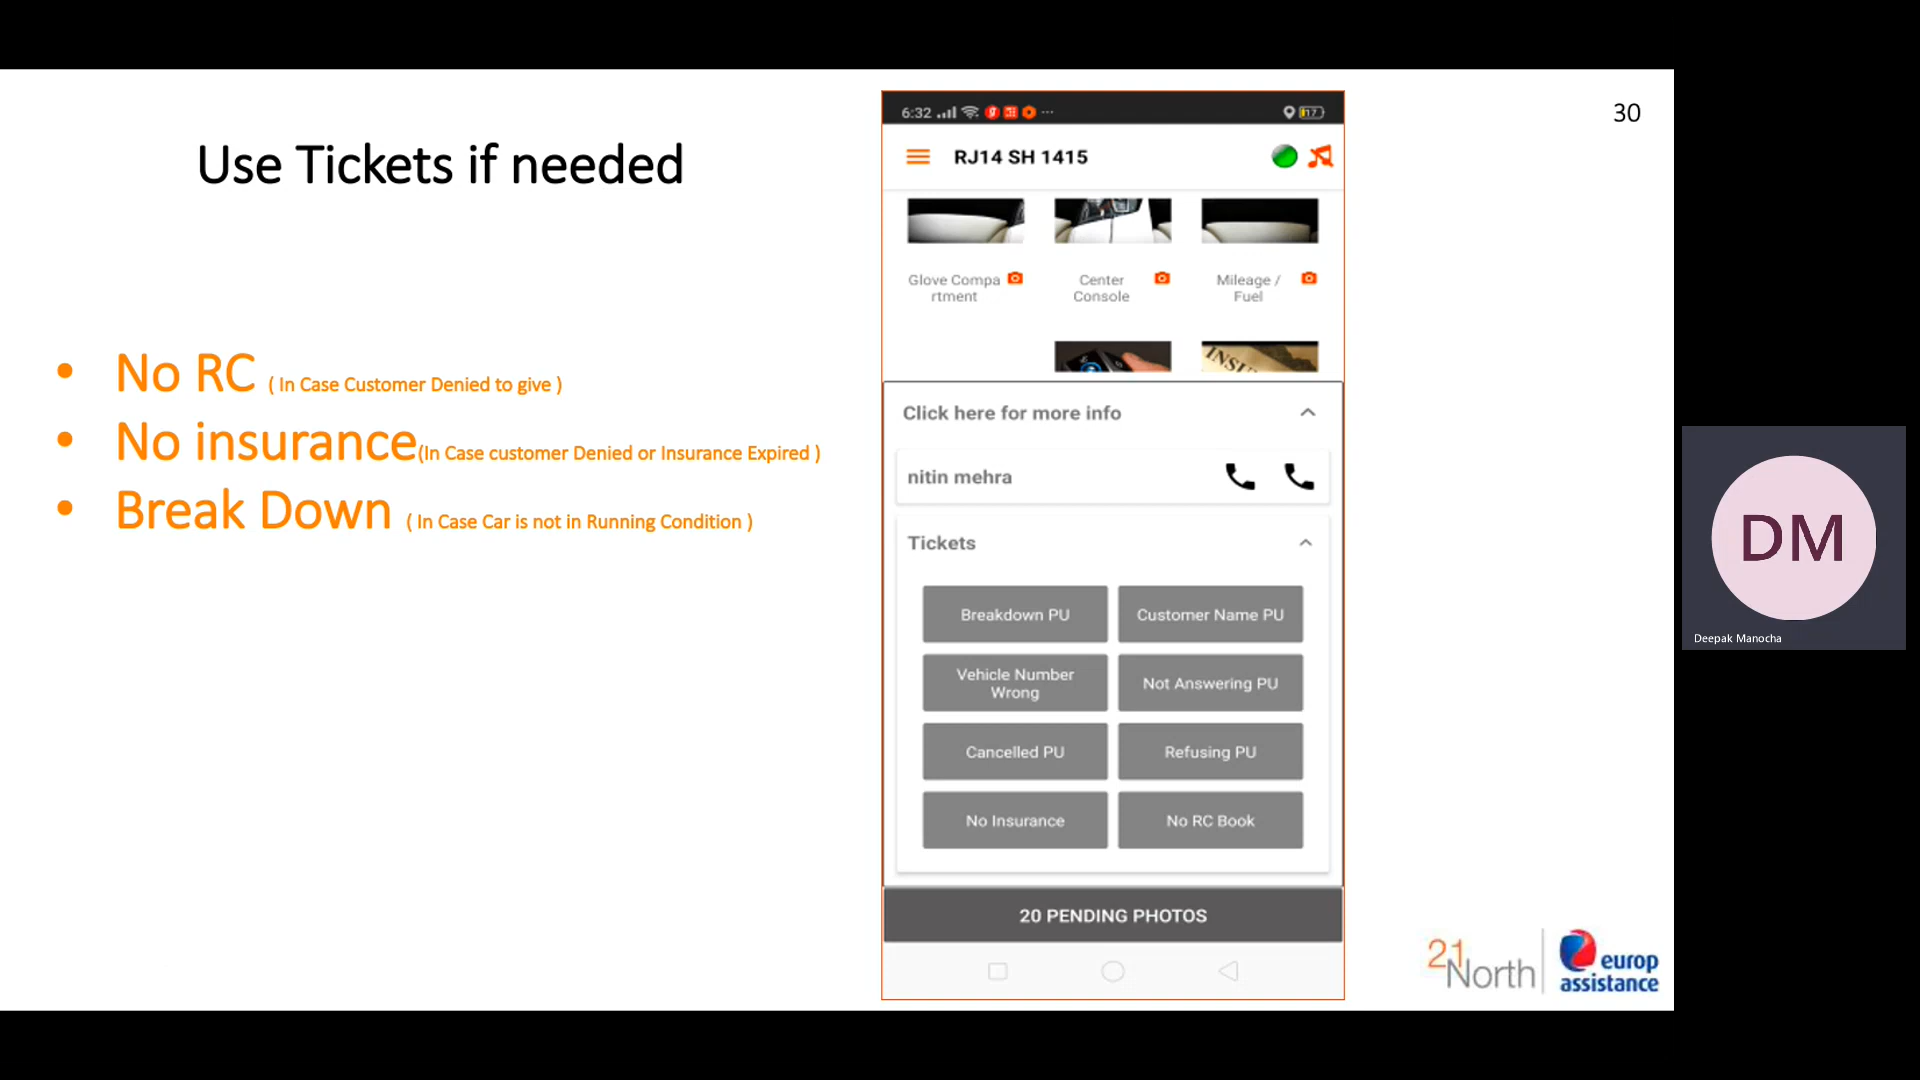 30
Use Tickets if needed
• No RC ( In Case Customer Denied to give )
• No insurance(In Case customer Denied or Insurance Expired )
• Break Down ( In Case Car is not in Running Condition )
6:32
17
RJ14 SH 1415
Glove Compa
rtment
Center
Console
Mileage /
Fuel
Click here for more info
nitin mehra
Tickets
Breakdown PU
Customer Name PU
Vehicle Number
Wrong
Not Answering PU
Cancelled PU
Refusing PU
No Insurance
No RC Book
20 PENDING PHOTOS
21
North
europ
assistance
DM
Deepak Manocha